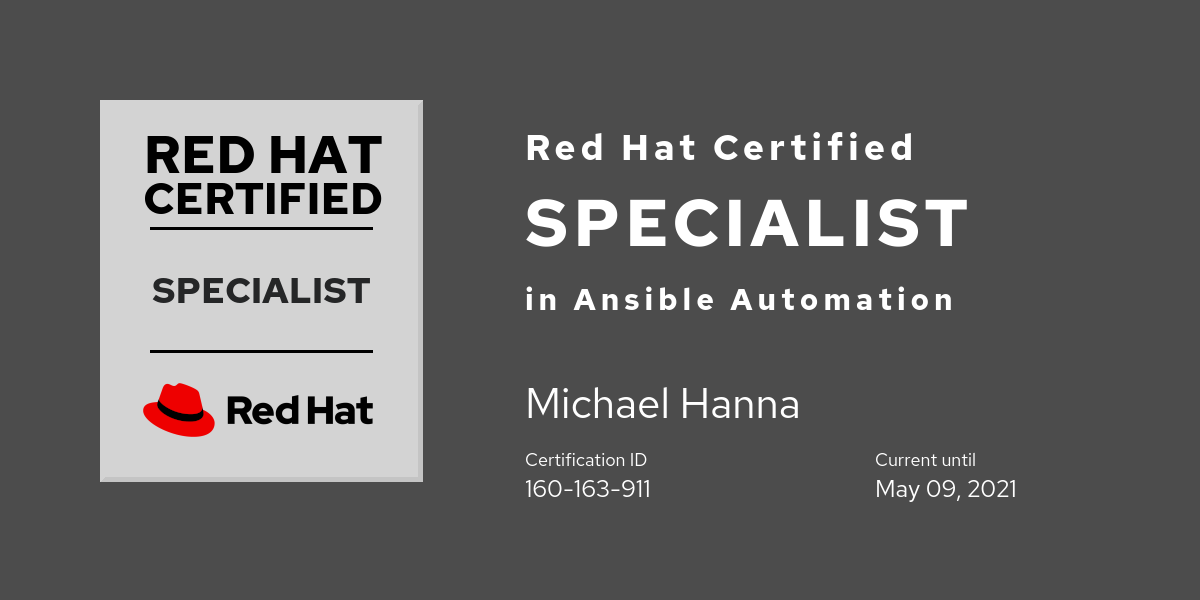 RED HAT
CERTIFIED
SPECIALIST
Red Hat
Red Hat Certified
SPECIALIST
in Ansible Automation
Michael Hanna
Certification ID
160-163-911
Current until
May 09, 2021